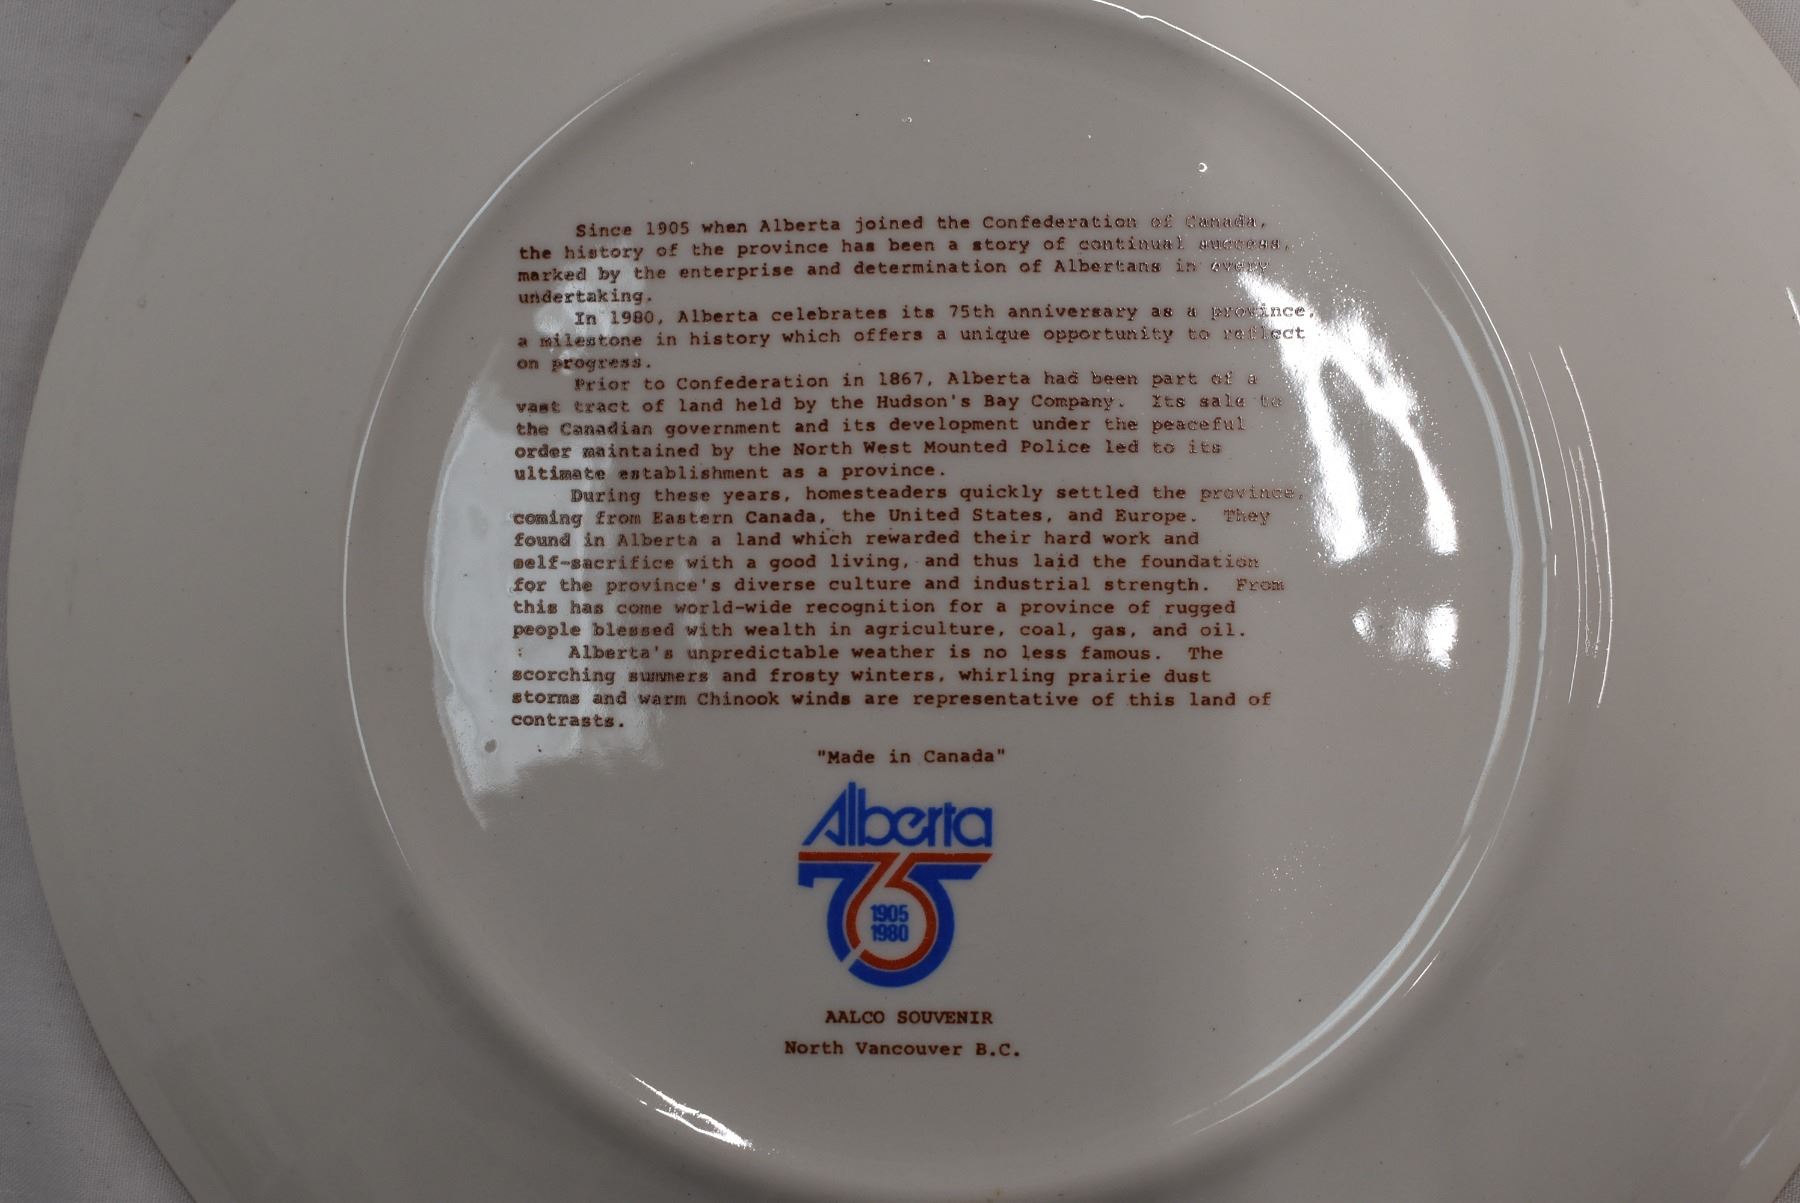 Since 1905 when Alberta joined the Confederation of Canada,
the history of the province has been a story of continual success,
marked by the enterprise and determination of Albertans in every
undertaking.
In 1980, Alberta celebrates its 75th anniversary as a province,
a milestone in history which offers a unique opportunity to reflect
on progress.
Prior to Confederation in 1867, Alberta had been part of a
vast tract of land held by the Hudson's Bay Company. Its sale to
the Canadian government and its development under the peaceful
order maintained by the North West Mounted Police led to its
ultimate establishment as a province.
During these years, homesteaders quickly settled the province,
coming from Eastern Canada, the United States, and Europe. They
found in Alberta a land which rewarded their hard work and
self-sacrifice with a good living, and thus laid the foundation
for the province's diverse culture and industrial strength. From
this has come world-wide recognition for a province of rugged
people blessed with wealth in agriculture, coal, gas, and oil.
Alberta's unpredictable weather is no less famous. The
scorching summers and frosty winters, whirling prairie dust
storms and warm Chinook winds are representative of this land of
contrasts.
"Made in Canada"
Alberta
75
1905
1980
AALCO SOUVENIR
North Vancouver B.C.